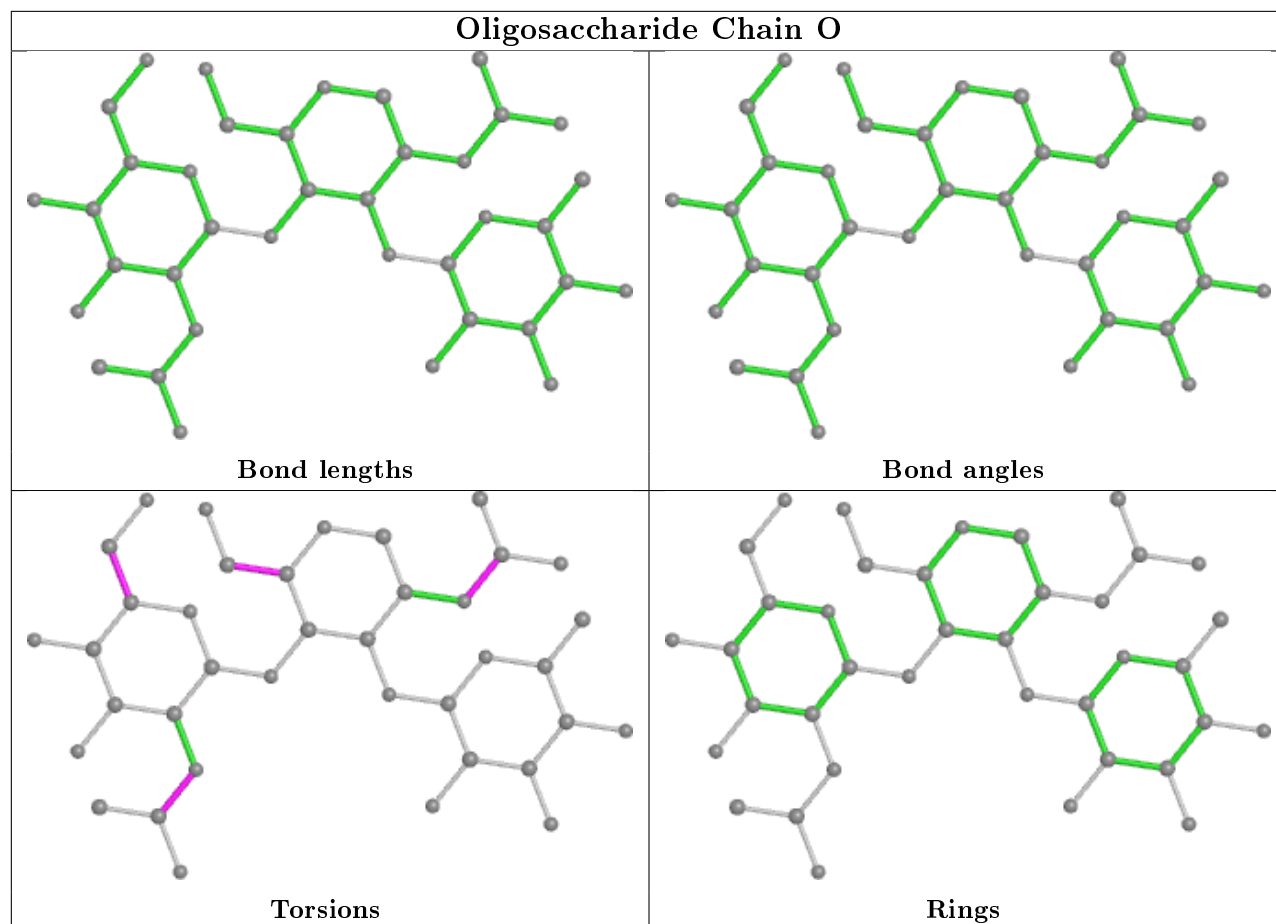 Oligosaccharide Chain O
Bond lengths
Bond angles
Torsions
Rings